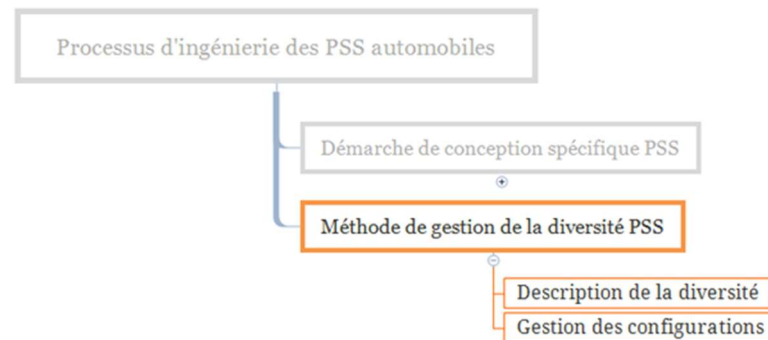 Processus d'ingénierie des PSS automobiles
Démarche de conception spécifique PSS
Méthode de gestion de la diversité PSS
Description de la diversité
Gestion des configurations